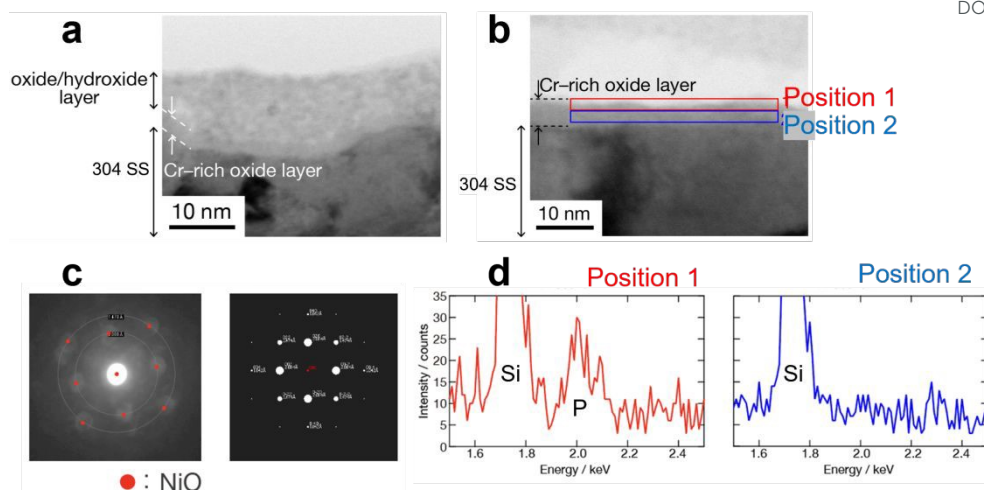 DO
a
b
oxide/hydroxide
layer
304 SS
Cr–rich oxide layer
10 nm
Cr–rich oxide layer
Position 1
Position 2
304 SS
10 nm
c
d
Position 1
Position 2
● : NiO
Intensity / counts
35
30
25
20
15
10
5
0
Si
P
1.6
1.8
2.0
2.2
2.4
Energy / keV
Si
1.6
1.8
2.0
2.2
2.4
Energy / keV